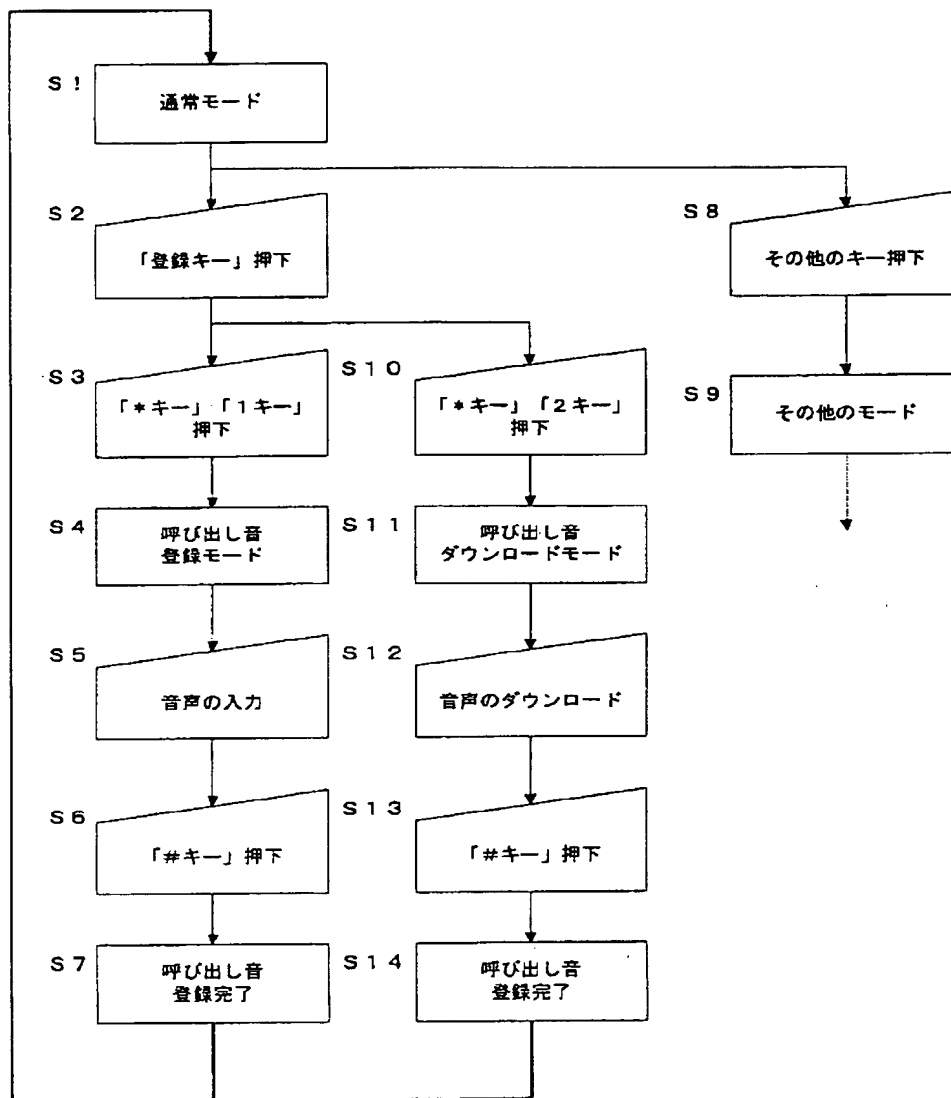 S!
通常モード
S2
「登録キー」押下
S8
その他のキー押下
S3
「*キー」「1キー」
押下
S10
「*キー」「2キー」
押下
S9
その他のモード
S4
呼び出し音
登録モード
S11
呼び出し音
ダウンロードモード
S5
音声の入力
S12
音声のダウンロード
S6
「#キー」押下
S13
「#キー」押下
S7
呼び出し音
登録完了
S14
呼び出し音
登録完了